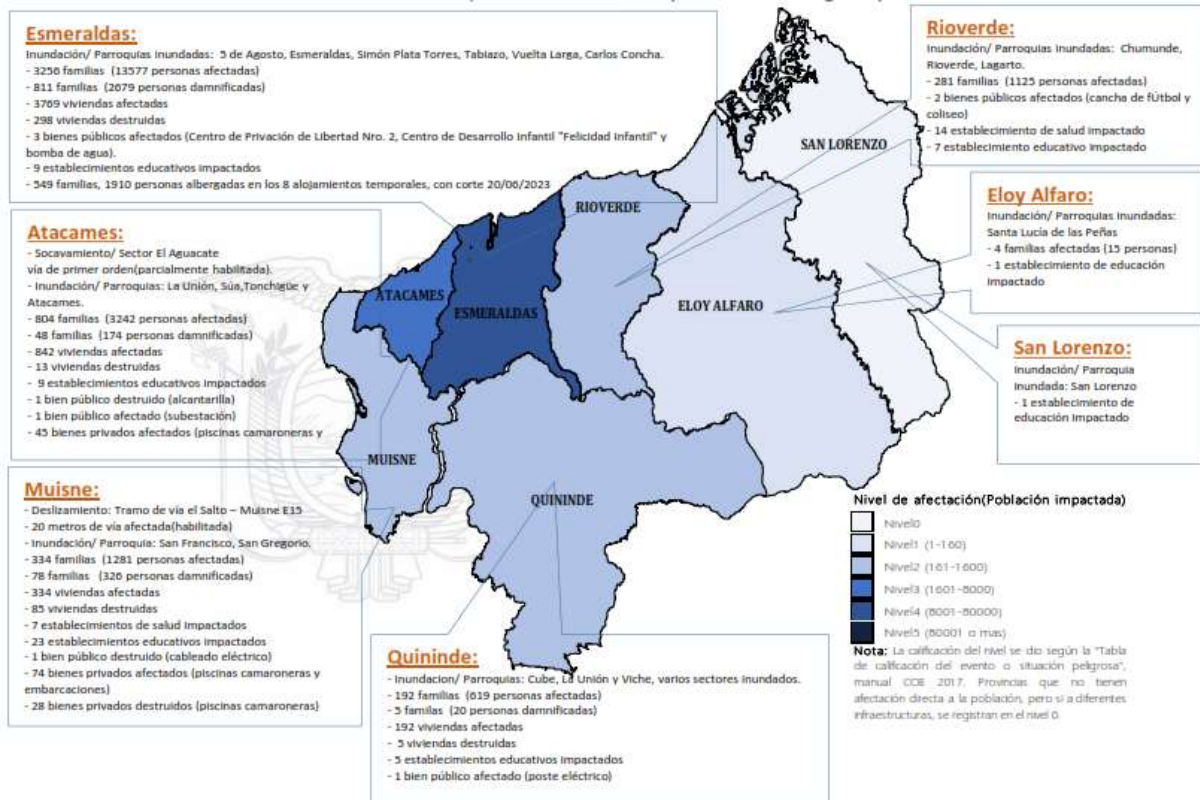 Esmeraldas:
Inundación/ Parroquias Inundadas: 5 de Agosto, Esmeraldas, Simón Plata Torres, Tabiazo, Vuelta Larga, Carlos Concha.
- 3256 familias (13577 personas afectadas)
- 811 familias (2679 personas damnificadas)
- 3769 viviendas afectadas
- 298 viviendas destruidas
- 3 bienes públicos afectados (Centro de Privación de Libertad Nro. 2, Centro de Desarrollo Infantil "Felicidad Infantil" y
bomba de agua).
- 9 establecimientos educativos impactados
- 549 familias, 1910 personas albergadas en los 8 alojamientos temporales, con corte 20/06/2023
Rioverde:
Inundación/ Parroquias Inundadas: Chumunde,
Rioverde, Lagarto.
- 281 familias (1125 personas afectadas)
- 2 bienes públicos afectados (cancha de fÚtbol y
coliseo)
- 14 establecimiento de salud impactado
- 7 establecimiento educativo impactado
Eloy Alfaro:
Inundación/ Parroquias Inundadas:
Santa Lucía de las Peñas
- 4 familias afectadas (15 personas)
- 1 establecimiento de educación
impactado
San Lorenzo:
Inundación/ Parroquia
Inundada: San Lorenzo
- 1 establecimiento de
educación impactado
Atacames:
- Socavamiento/ Sector El Aguacate
vía de primer orden(parcialmente habilitada).
- Inundación/ Parroquias: La Unión, Súa,Tonchigüe y
Atacames.
- 804 familias (3242 personas afectadas)
- 48 familias (174 personas damnificadas)
- 842 viviendas afectadas
- 13 viviendas destruidas
- 9 establecimientos educativos impactados
- 1 bien público destruido (alcantarilla)
- 1 bien público afectado (subestación)
- 45 bienes privados afectados (piscinas camaroneras y
Muisne:
- Deslizamiento: Tramo de vía el Salto – Muisne E15
- 20 metros de vía afectada(habilitada)
- Inundación/ Parroquia: San Francisco, San Gregorio.
- 334 familias (1281 personas afectadas)
- 78 familias (326 personas damnificadas)
- 334 viviendas afectadas
- 85 viviendas destruidas
- 7 establecimientos de salud impactados
- 23 establecimientos educativos impactados
- 1 bien público destruido (cableado eléctrico)
- 74 bienes privados afectados (piscinas camaroneras y
embarcaciones)
- 28 bienes privados destruidos (piscinas camaroneras)
Quininde:
- Inundacion/ Parroquias: Cube, La Unión y Viche, varios sectores inundados.
- 192 familias (619 personas afectadas)
- 5 familas (20 personas damnificadas)
- 192 viviendas afectadas
- 5 viviendas destruidas
- 5 establecimientos educativos impactados
- 1 bien público afectado (poste eléctrico)
SAN LORENZO
RIOVERDE
ATACAMES
ESMERALDAS
ELOY ALFARO
MUISNE
QUININDE
Nivel de afectación(Población impactada)
Nivel0
Nivel1 (1-160)
Nivel2 (161-1600)
Nivel3 (1601-8000)
Nivel4 (8001-80000)
Nivel5 (80001 o mas)
Nota: La calificación del nivel se dio según la "Tabla
de calificación del evento o situación peligrosa",
manual COE 2017. Provincias que no tienen
afectación directa a la población, pero si a diferentes
infraestructuras, se registran en el nivel 0.